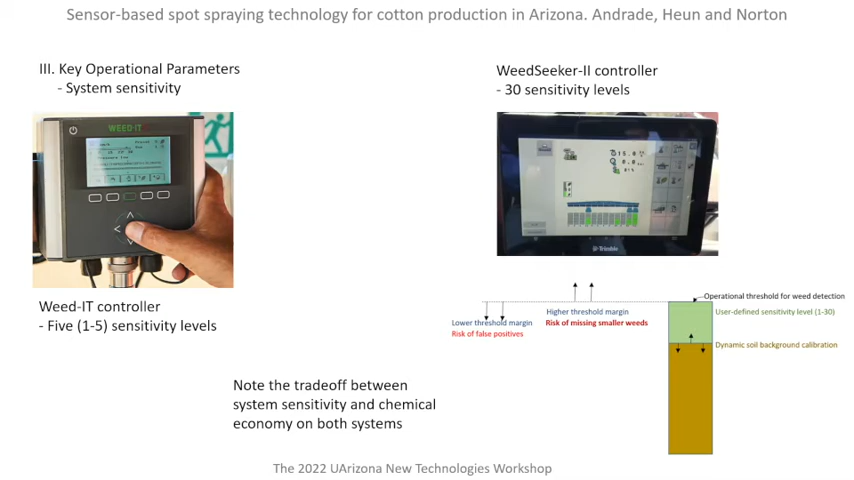 Sensor-based spot spraying technology for cotton production in Arizona. Andrade, Heun and Norton
III. Key Operational Parameters
- System sensitivity
WEED-IT
Weed-IT controller
- Five (1-5) sensitivity levels
WeedSeeker-II controller
- 30 sensitivity levels
Trimble
Operational threshold for weed detection
Higher threshold margin
User-defined sensitivity level (1-30)
Lower threshold margin
Risk of missing smaller weeds
Risk of false positives
Dynamic soil background calibration
Note the tradeoff between
system sensitivity and chemical
economy on both systems
The 2022 UArizona New Technologies Workshop